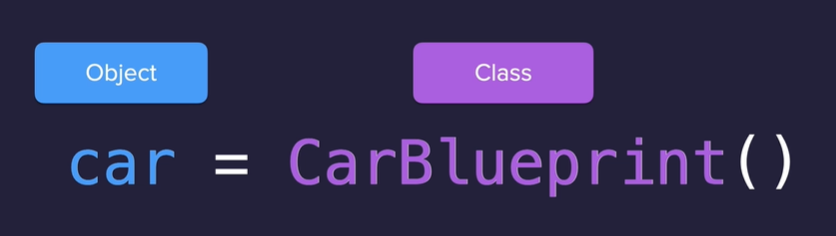 Object Class
car = CarBlueprint()